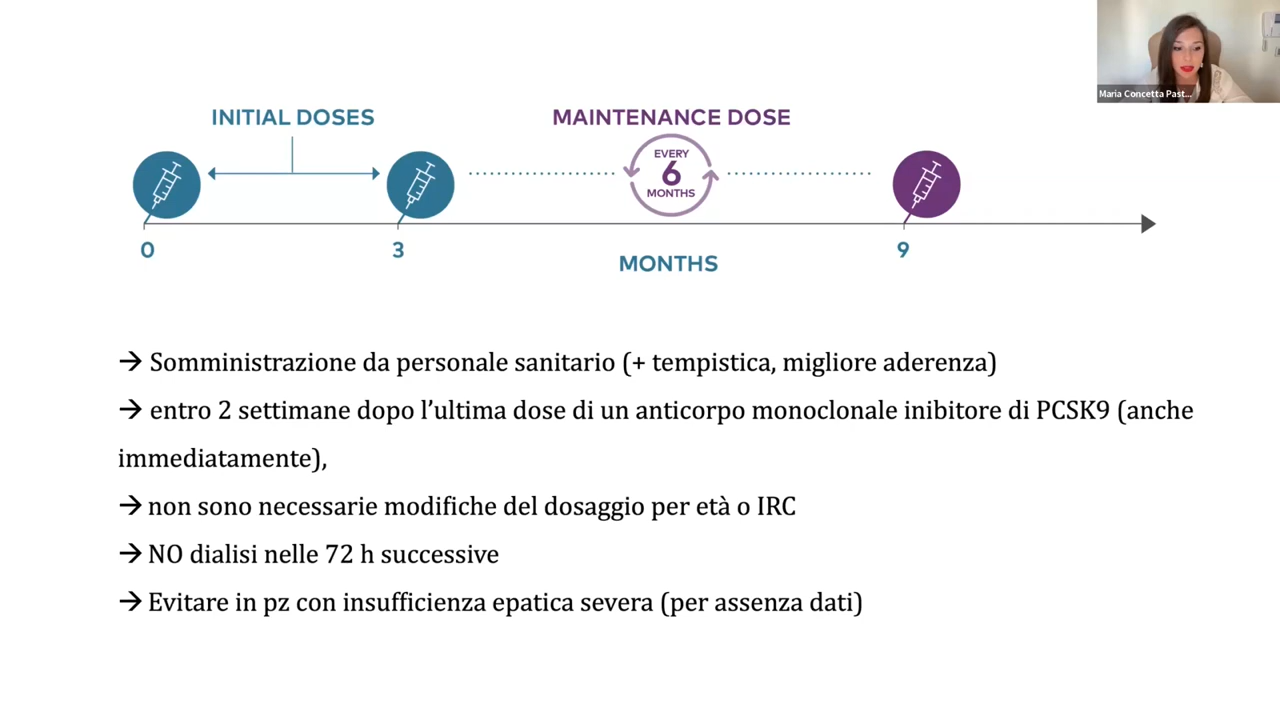 Maria Concetta Past...
INITIAL DOSES
MAINTENANCE DOSE
EVERY
6
MONTHS
0
3
9
MONTHS
→ Somministrazione da personale sanitario (+ tempistica, migliore aderenza)
→ entro 2 settimane dopo l’ultima dose di un anticorpo monoclonale inibitore di PCSK9 (anche
immediatamente),
→ non sono necessarie modifiche del dosaggio per età o IRC
→ NO dialisi nelle 72 h successive
→ Evitare in pz con insufficienza epatica severa (per assenza dati)